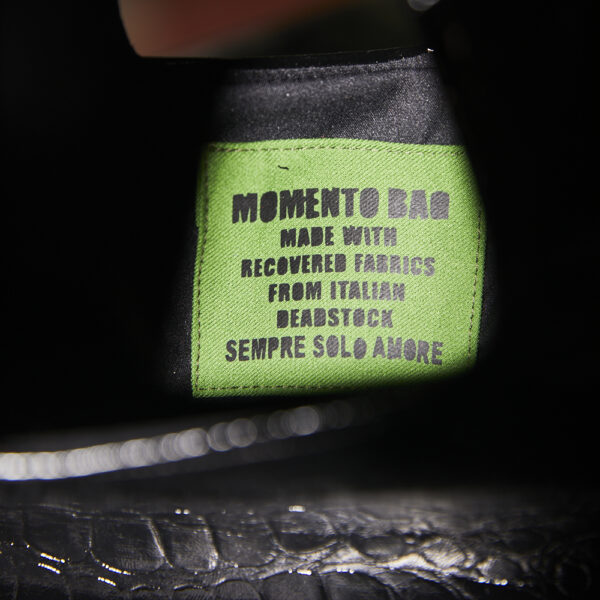 MOMENTO BAG
MADE WITH
RECOVERED FABRICS
FROM ITALIAN
DEADSTOCK
SEMPRE SOLO AMORE